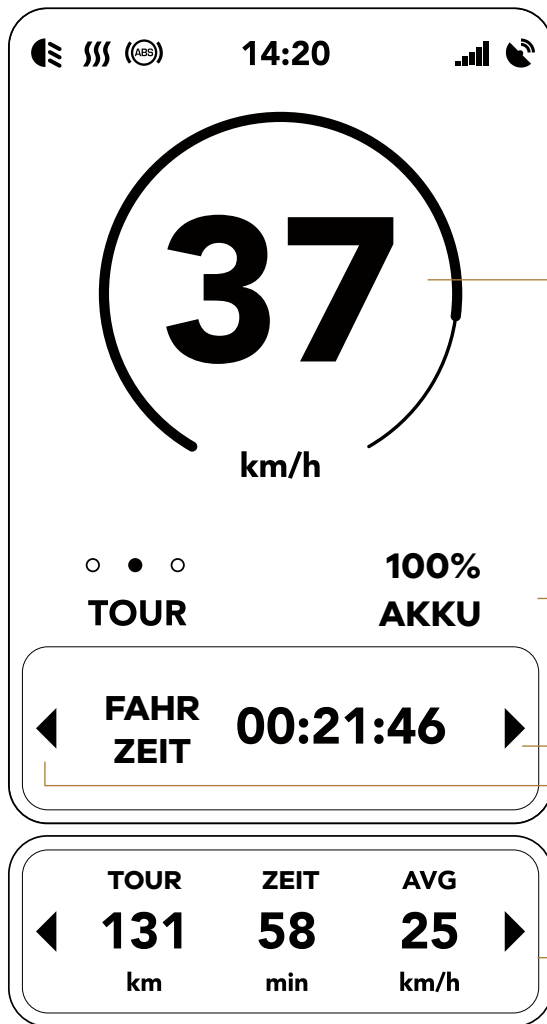 ABS 14:20
37
km/h
100%
TOUR AKKU
FAHR
ZEIT
00:21:46
TOUR ZEIT AVG
131 58 25
km min km/h